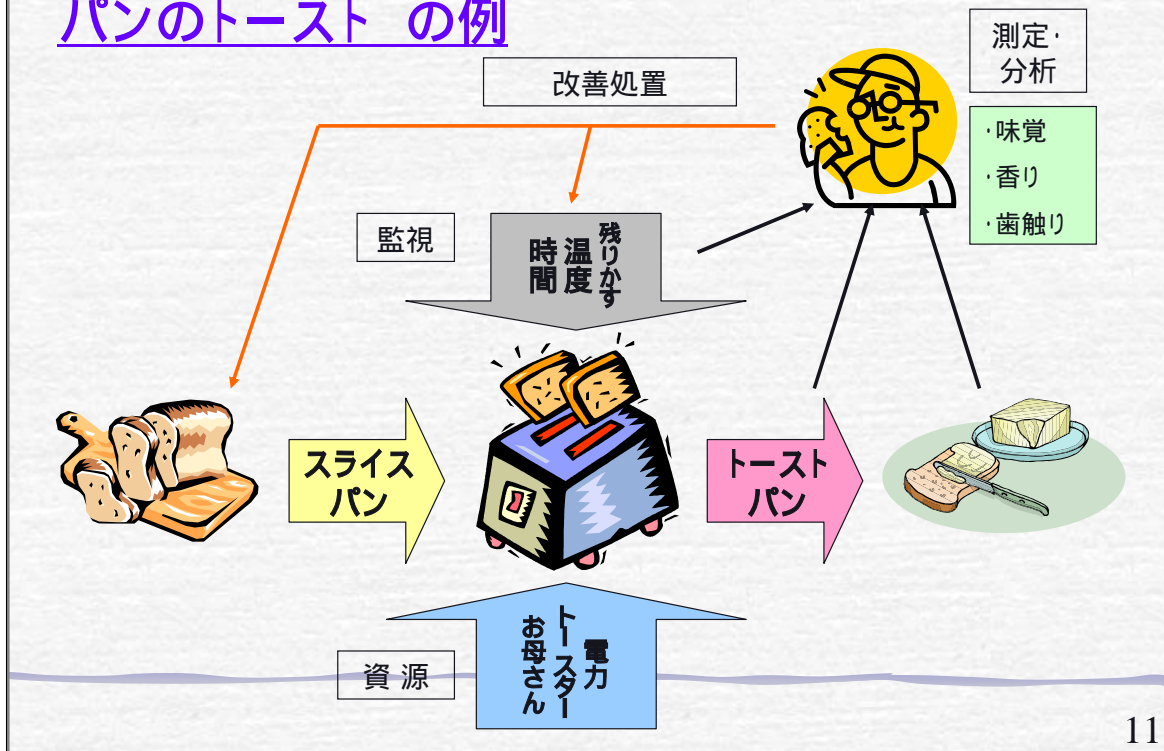 パンのトースト の例
改善処置
測定・
分析
・味覚
・香り
・歯触り
監視
残りかす
温度
時間
スライス
パン
トースト
パン
電力
トースター
お母さん
資 源
11